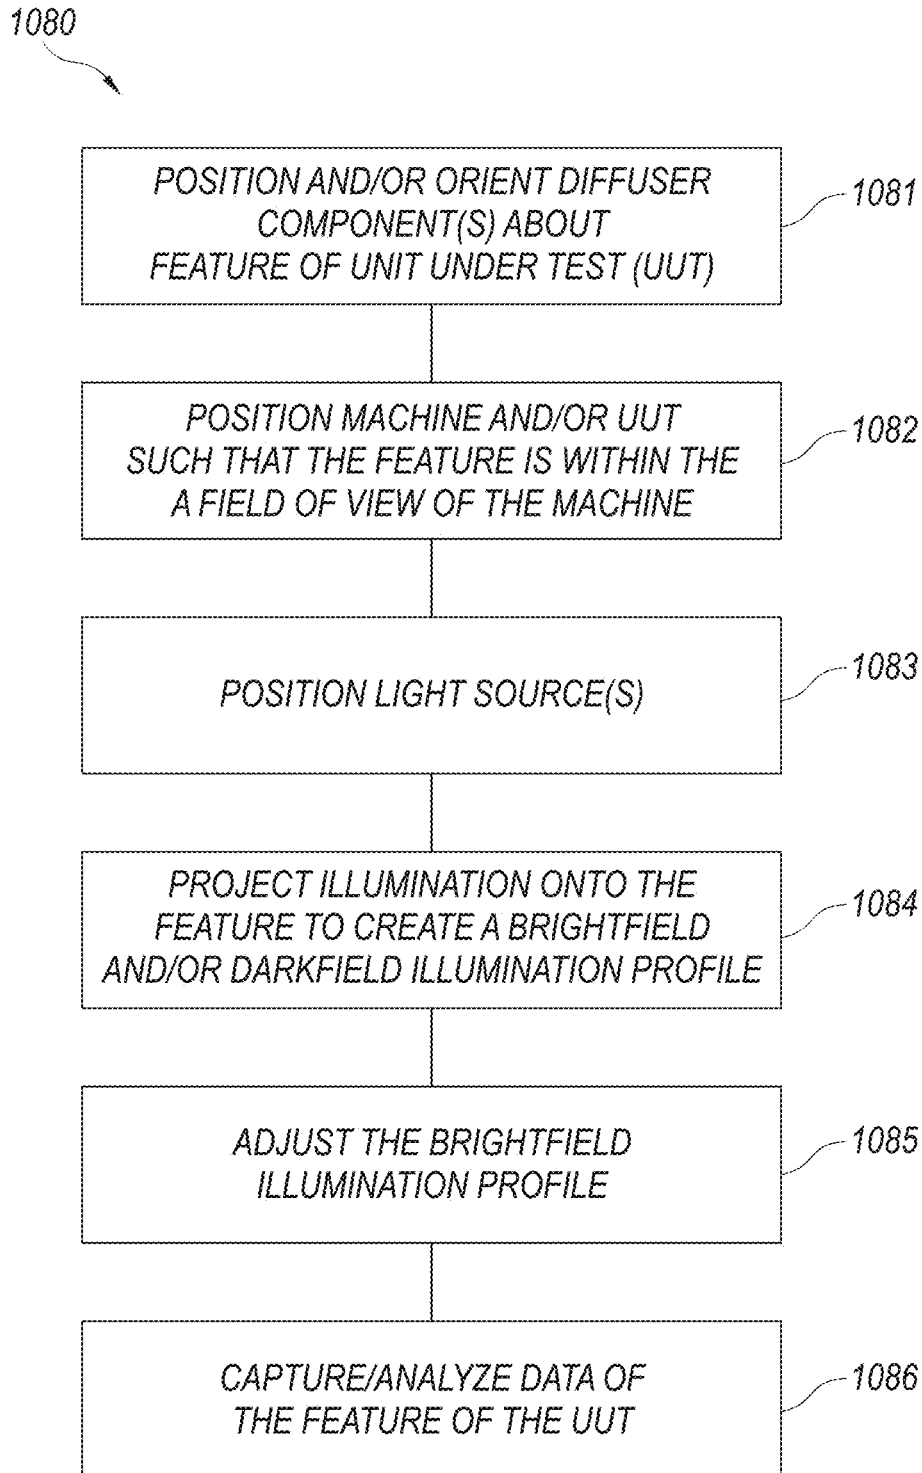 1080
POSITION AND/OR ORIENT DIFFUSER
COMPONENT(S) ABOUT
FEATURE OF UNIT UNDER TEST (UUT)
1081
POSITION MACHINE AND/OR UUT
SUCH THAT THE FEATURE IS WITHIN THE
A FIELD OF VIEW OF THE MACHINE
1082
POSITION LIGHT SOURCE(S)
1083
PROJECT ILLUMINATION ONTO THE
FEATURE TO CREATE A BRIGHTFIELD
AND/OR DARKFIELD ILLUMINATION PROFILE
1084
ADJUST THE BRIGHTFIELD
ILLUMINATION PROFILE
1085
CAPTURE/ANALYZE DATA OF
THE FEATURE OF THE UUT
1086